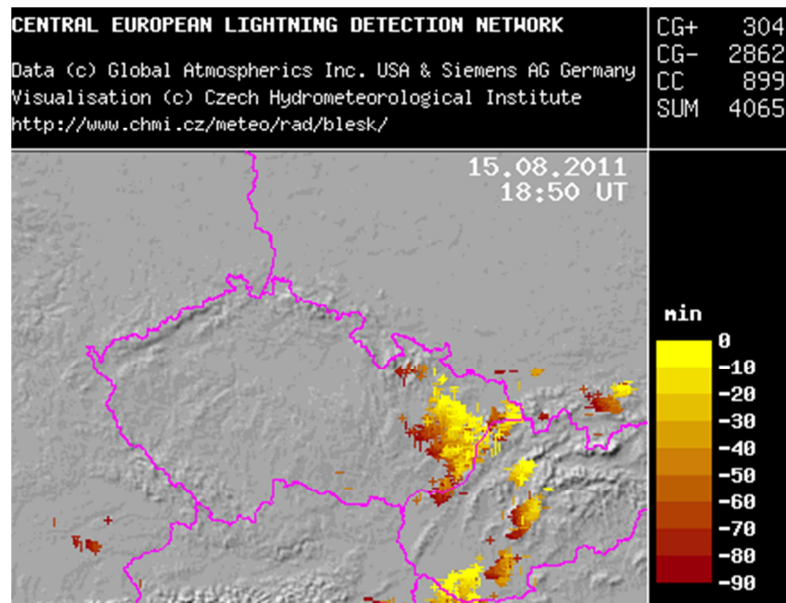 CENTRAL EUROPEAN LIGHTNING DETECTION NETWORK
Data (c) Global Atmospherics Inc. USA & Siemens AG Germany
Visualisation (c) Czech Hydrometeorological Institute
http://www.chmi.cz/meteo/rad/blesk/
CG+ 304
CG- 2862
CC 899
SUM 4065
15.08.2011
18:50 UT
min
0
-10
-20
-30
-40
-50
-60
-70
-80
-90